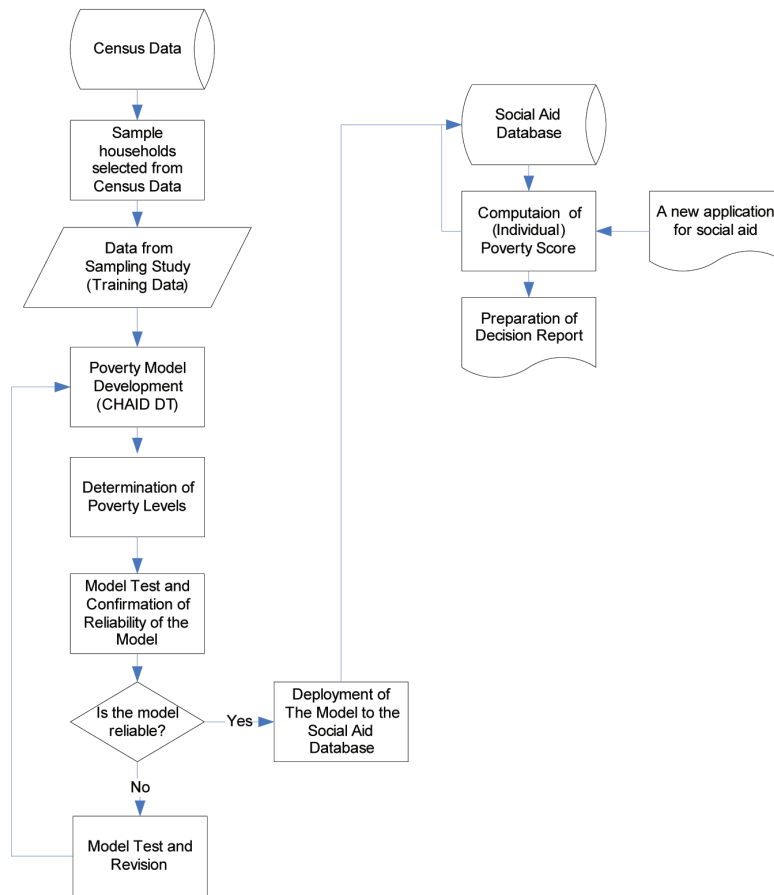 Census Data
Sample
households
selected from
Census Data
Data from
Sampling Study
(Training Data)
Poverty Model
Development
(CHAID DT)
Determination of
Poverty Levels
Model Test and
Confirmation of
Reliability of the
Model
Is the model
reliable?
Yes
No
Model Test and
Revision
Deployment of
The Model to the
Social Aid
Database
Social Aid
Database
Computaion of
(Individual)
Poverty Score
A new application
for social aid
Preparation of
Decision Report